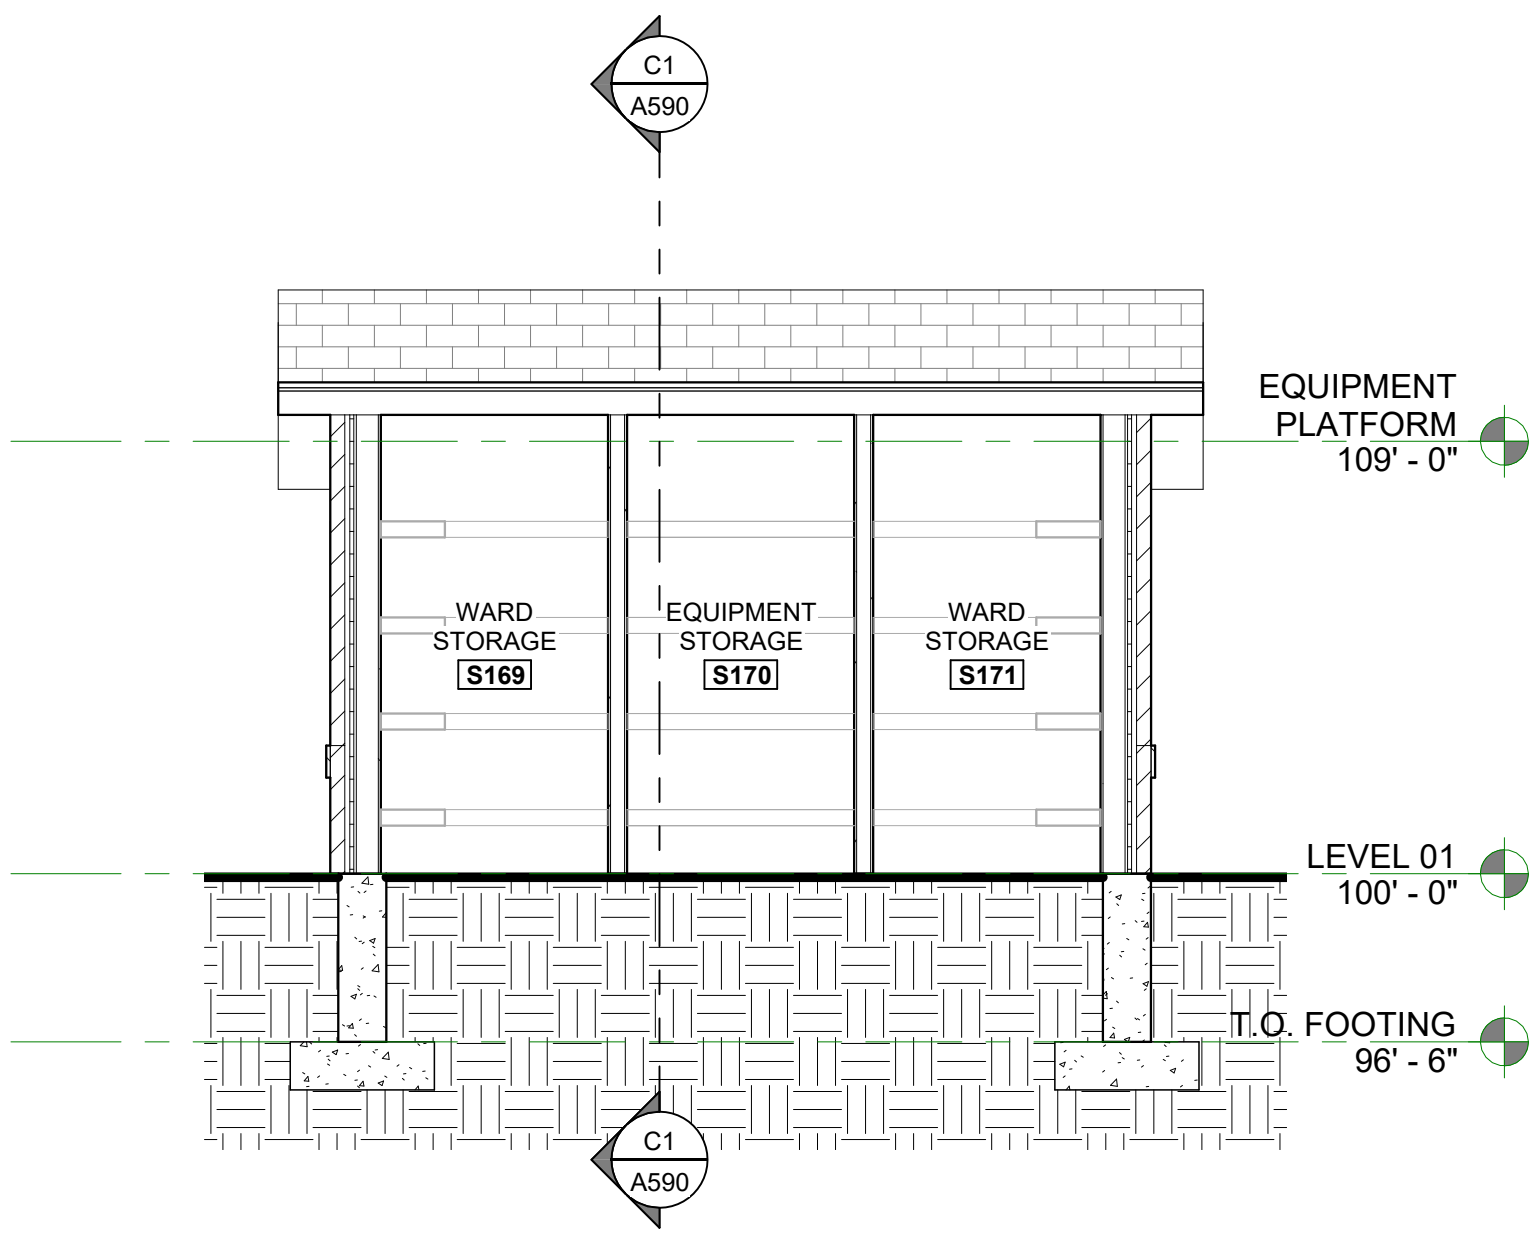 C1
A590
EQUIPMENT
PLATFORM
109' - 0"
WARD
STORAGE
S169
EQUIPMENT
STORAGE
S170
WARD
STORAGE
S171
LEVEL 01
100' - 0"
T.O. FOOTING
96' - 6"
C1
A590